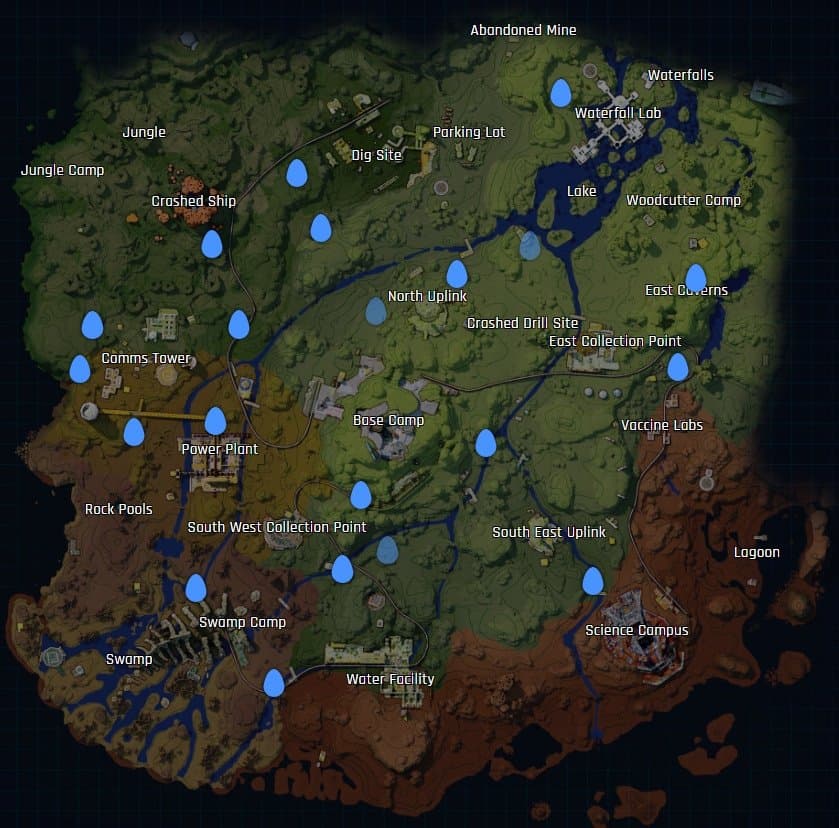 Abandoned Mine
Waterfalls
Waterfall Lab
Jungle
Parking Lot
Dig Site
Jungle Camp
Lake
Crashed Ship
Woodcutter Camp
East Caverns
North Uplink
Crashed Drill Site
East Collection Point
Comms Tower
Base Camp
Vaccine Labs
Power Plant
Rock Pools
South West Collection Point
South East Uplink
Lagoon
Swamp Camp
Science Campus
Swamp
Water Facility